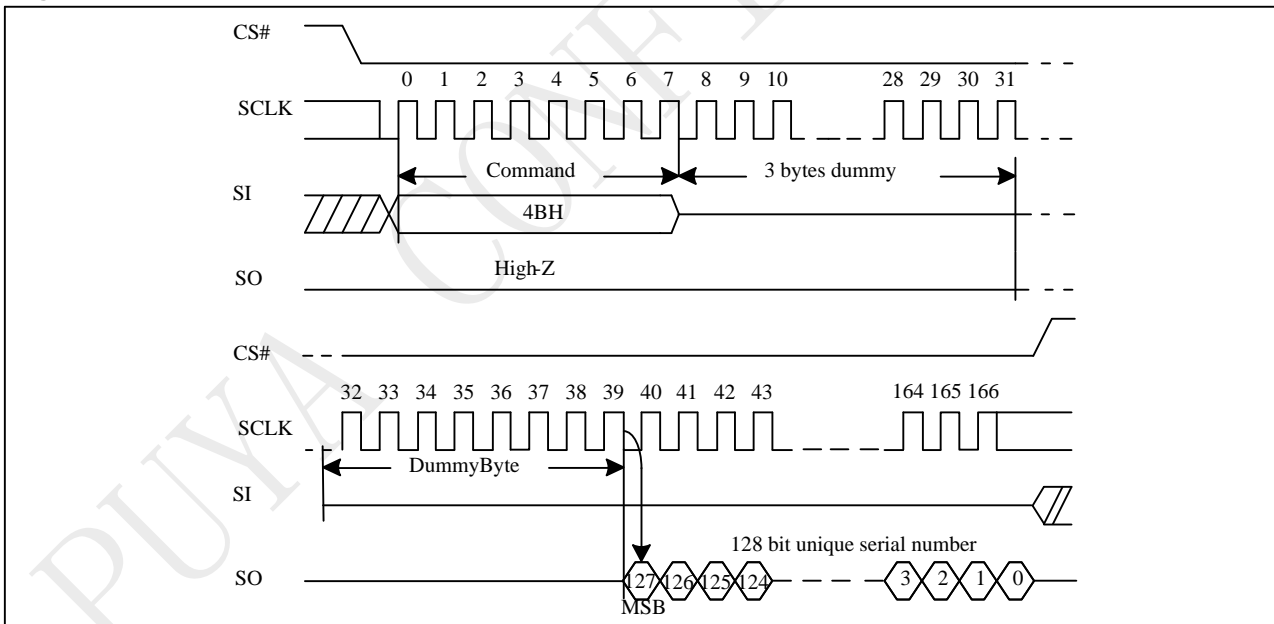 CS#
0 1 2 3 4 5 6 7 8 9 10 28 29 30 31
SCLK
Command 3 bytes dummy
SI
4BH
High-Z
SO
CS#
32 33 34 35 36 37 38 39 40 41 42 43 164 165 166
SCLK
DummyByte
SI
128 bit unique serial number
SO 127 126 125 124 3 2 1 0
MSB
PUYA CONF